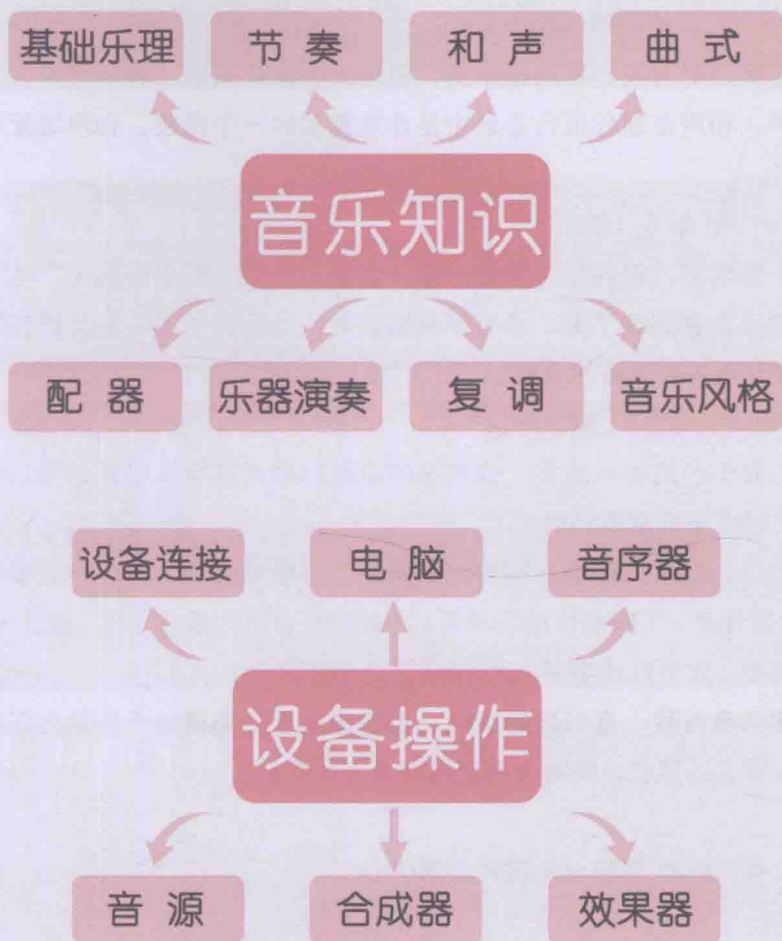 基础乐理 节奏 和声 曲式
音乐知识
配器 乐器演奏 复调 音乐风格
设备连接 电脑 音序器
设备操作
音源 合成器 效果器